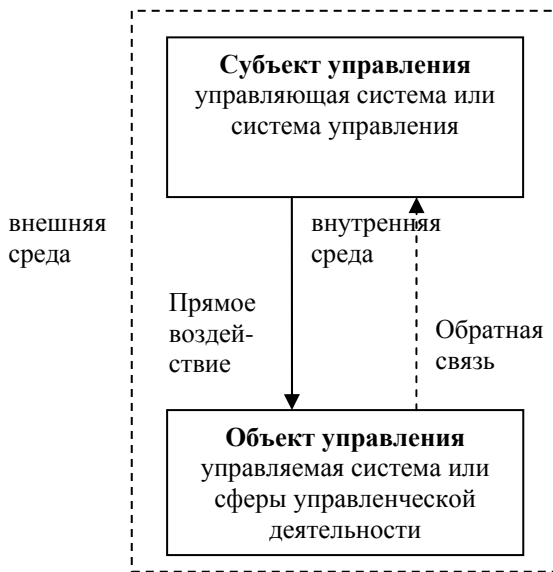 Субъект управления
управляющая система или
система управления
внешняя
среда
внутренняя
среда
Прямое
воздей-
ствие
Обратная
связь
Объект управления
управляемая система или
сферы управленческой
деятельности